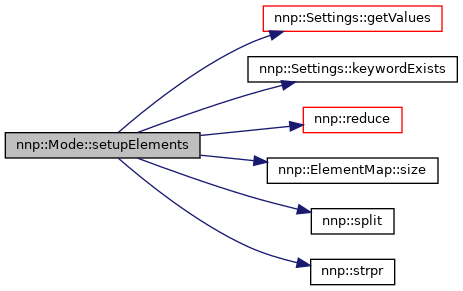 nnp::Settings::getValues
nnp::Settings::keywordExists
nnp::reduce
nnp::Mode::setupElements
nnp::ElementMap::size
nnp::split
nnp::strpr